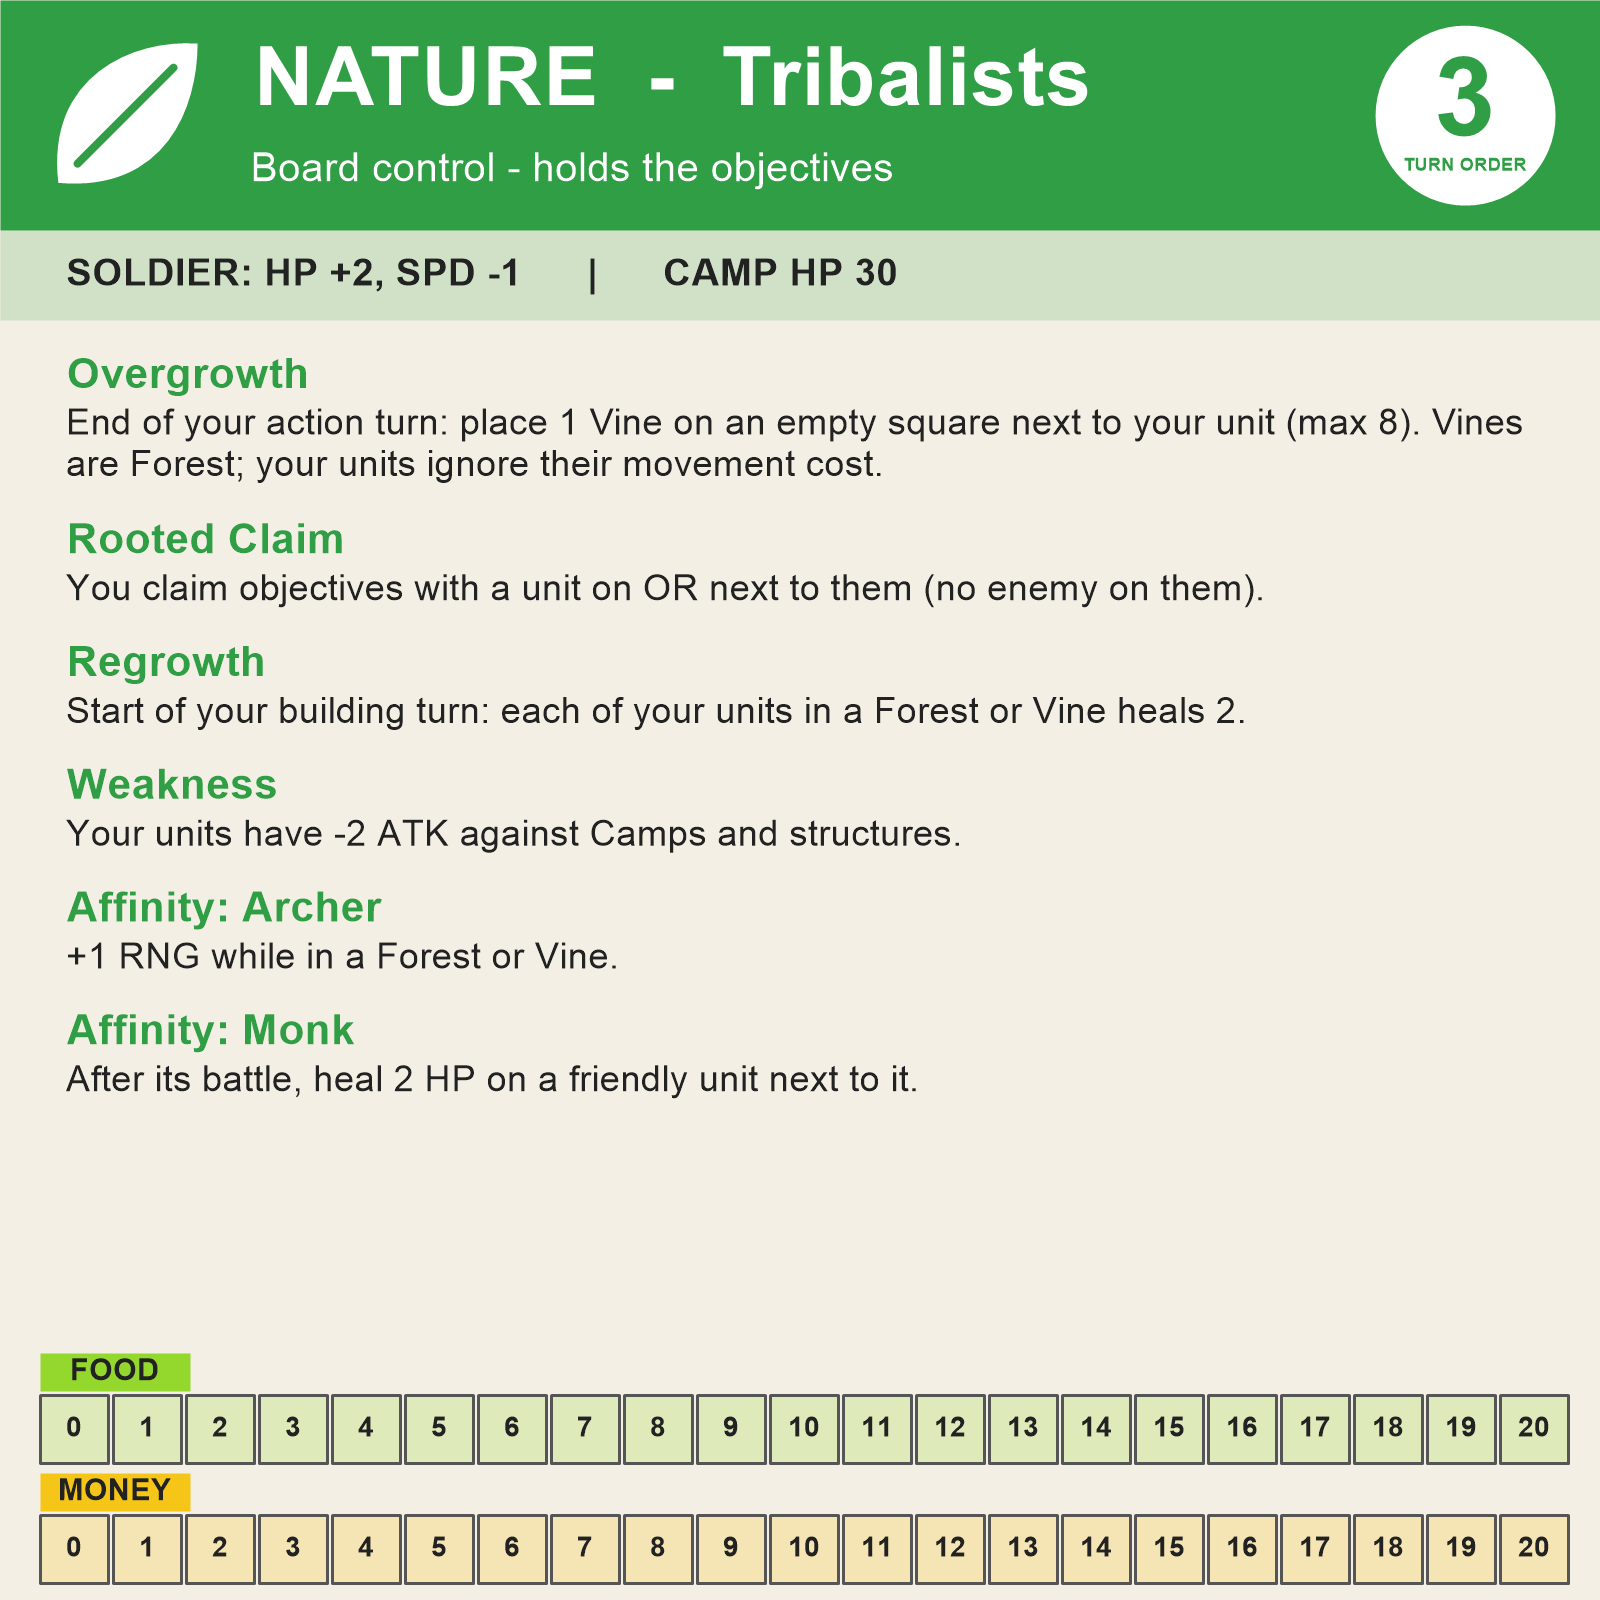 NATURE - Tribalists
Board control - holds the objectives
3
TURN ORDER
SOLDIER: HP +2, SPD -1 | CAMP HP 30
Overgrowth
End of your action turn: place 1 Vine on an empty square next to your unit (max 8). Vines
are Forest; your units ignore their movement cost.
Rooted Claim
You claim objectives with a unit on OR next to them (no enemy on them).
Regrowth
Start of your building turn: each of your units in a Forest or Vine heals 2.
Weakness
Your units have -2 ATK against Camps and structures.
Affinity: Archer
+1 RNG while in a Forest or Vine.
Affinity: Monk
After its battle, heal 2 HP on a friendly unit next to it.
FOOD
0 1 2 3 4 5 6 7 8 9 10 11 12 13 14 15 16 17 18 19 20
MONEY
0 1 2 3 4 5 6 7 8 9 10 11 12 13 14 15 16 17 18 19 20